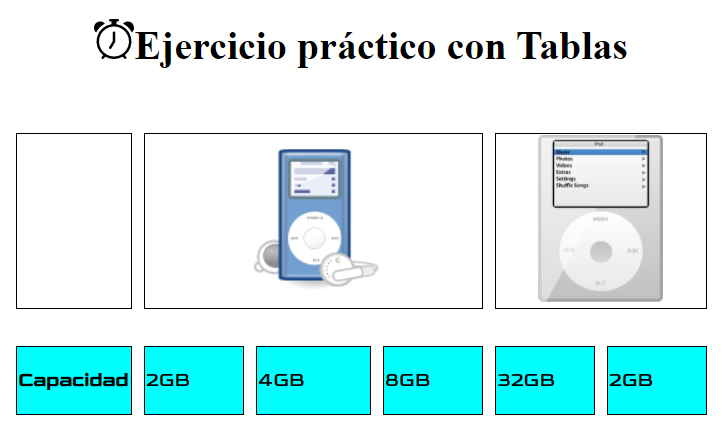 Ejercicio práctico con Tablas
iPod
Music >
Photos >
Videos >
Extras >
Settings >
Shuffle Songs >
MENU
Capacidad 2GB 4GB 8GB 32GB 2GB